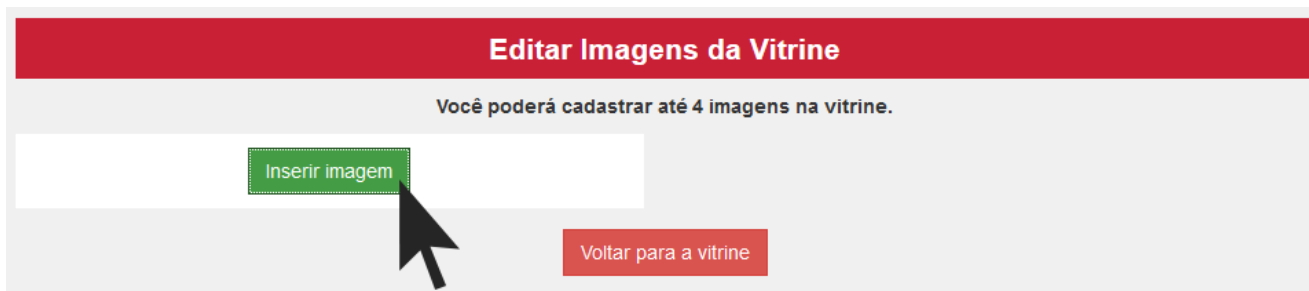 Editar Imagens da Vitrine
Você poderá cadastrar até 4 imagens na vitrine.
Inserir imagem
Voltar para a vitrine